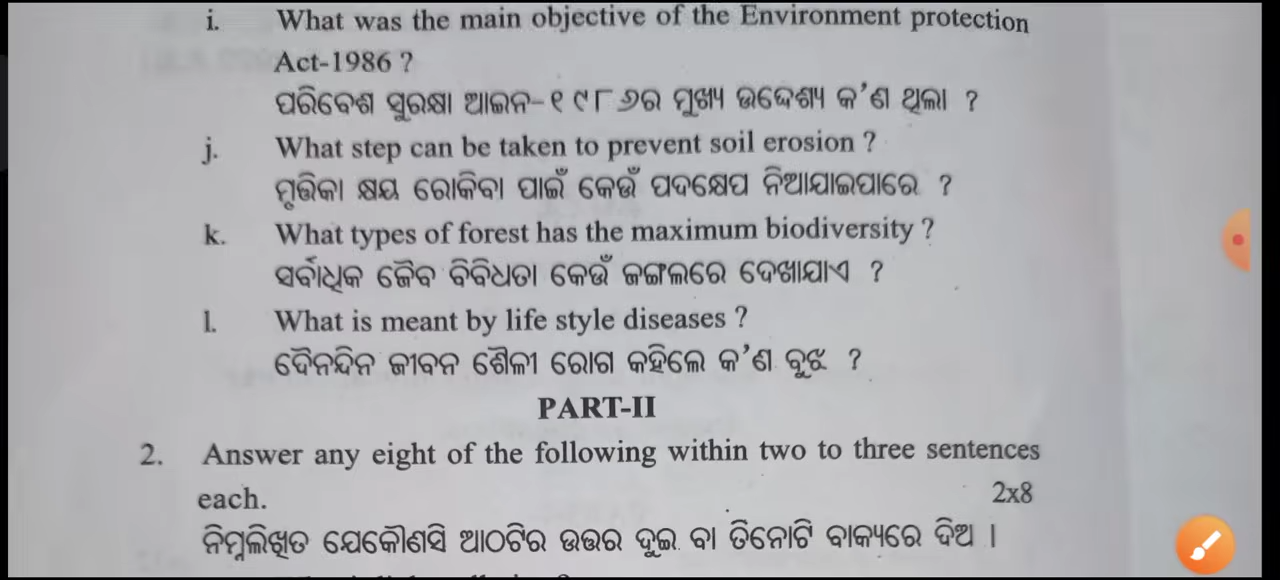 i. What was the main objective of the Environment protection
Act-1986 ?
ପରିବେଶ ସୁରକ୍ଷା ଆଇନ-୧୯୮୬ର ମୁଖ୍ୟ ଉଦ୍ଦେଶ୍ୟ କ'ଣ ଥିଲା ?
j. What step can be taken to prevent soil erosion ?
ମୃତ୍ତିକା କ୍ଷୟ ରୋକିବା ପାଇଁ କେଉଁ ପଦକ୍ଷେପ ନିଆଯାଇପାରେ ?
k. What types of forest has the maximum biodiversity ?
ସର୍ବାଧିକ ଜୈବ ବିବିଧତା କେଉଁ ଜଙ୍ଗଲରେ ଦେଖାଯାଏ ?
l. What is meant by life style diseases ?
ଦୈନନ୍ଦିନ ଜୀବନ ଶୈଳୀ ରୋଗ କହିଲେ କ'ଣ ବୁଝ ?
PART-II
2. Answer any eight of the following within two to three sentences
each. 2x8
ନିମ୍ନଲିଖିତ ଯେକୌଣସି ଆଠଟିର ଉତ୍ତର ଦୁଇ ବା ତିନୋଟି ବାକ୍ୟରେ ଦିଅ ।